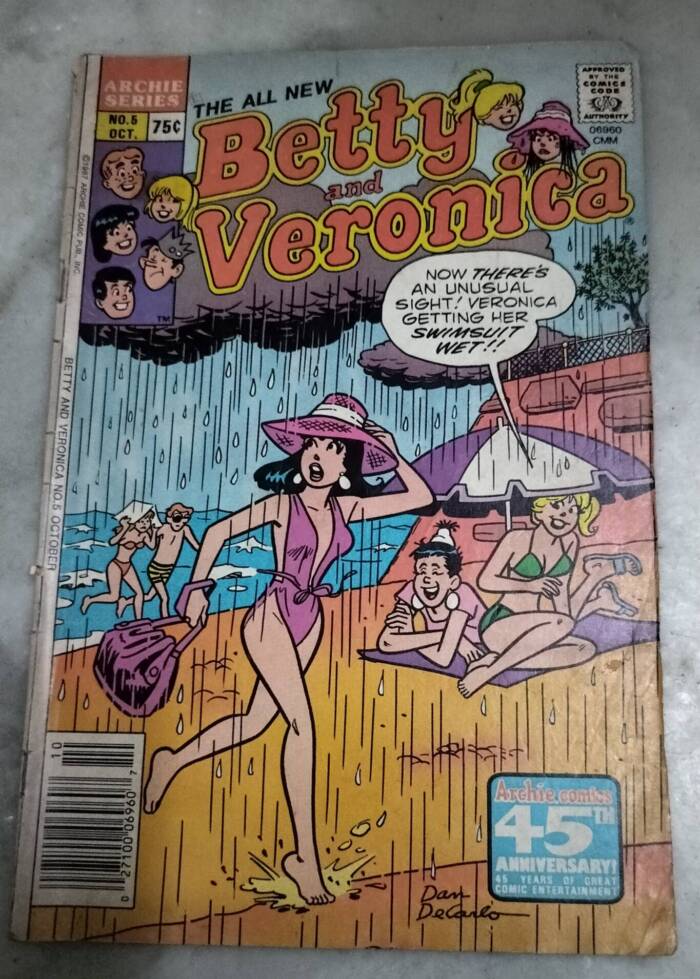 ARCHIE
SERIES
NO.5
OCT.
75¢
THE ALL NEW
Betty
and
Veronica
APPROVED
BY THE
COMICS
CODE
AUTHORITY
06960
CMM
©1987 ARCHIE COMIC PUB., INC.
TM
BETTY AND VERONICA NO.5 OCTOBER
NOW THERE'S
AN UNUSUAL
SIGHT! VERONICA
GETTING HER
SWIMSUIT
WET!!
10
0 27100 06960 7
Archie comics
45TH
ANNIVERSARY!
45 YEARS OF GREAT
COMIC ENTERTAINMENT
Dan
DeCarlo